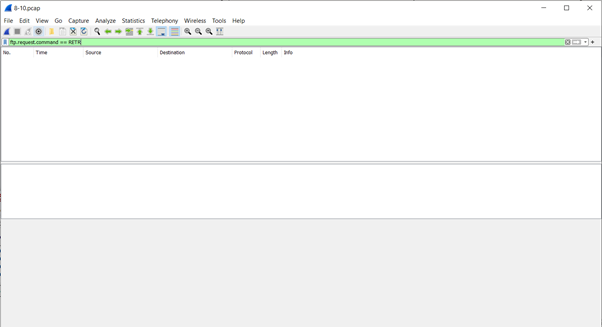 8-10.pcap
File Edit View Go Capture Analyze Statistics Telephony Wireless Tools Help
ftp.request.command == RETR
No. Time Source Destination Protocol Length Info